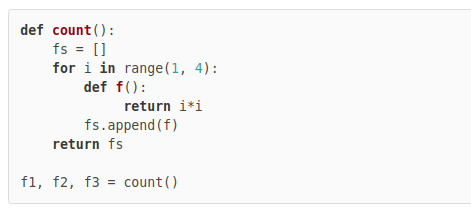 def count():
    fs = []
    for i in range(1, 4):
        def f():
             return i*i
        fs.append(f)
    return fs

f1, f2, f3 = count()